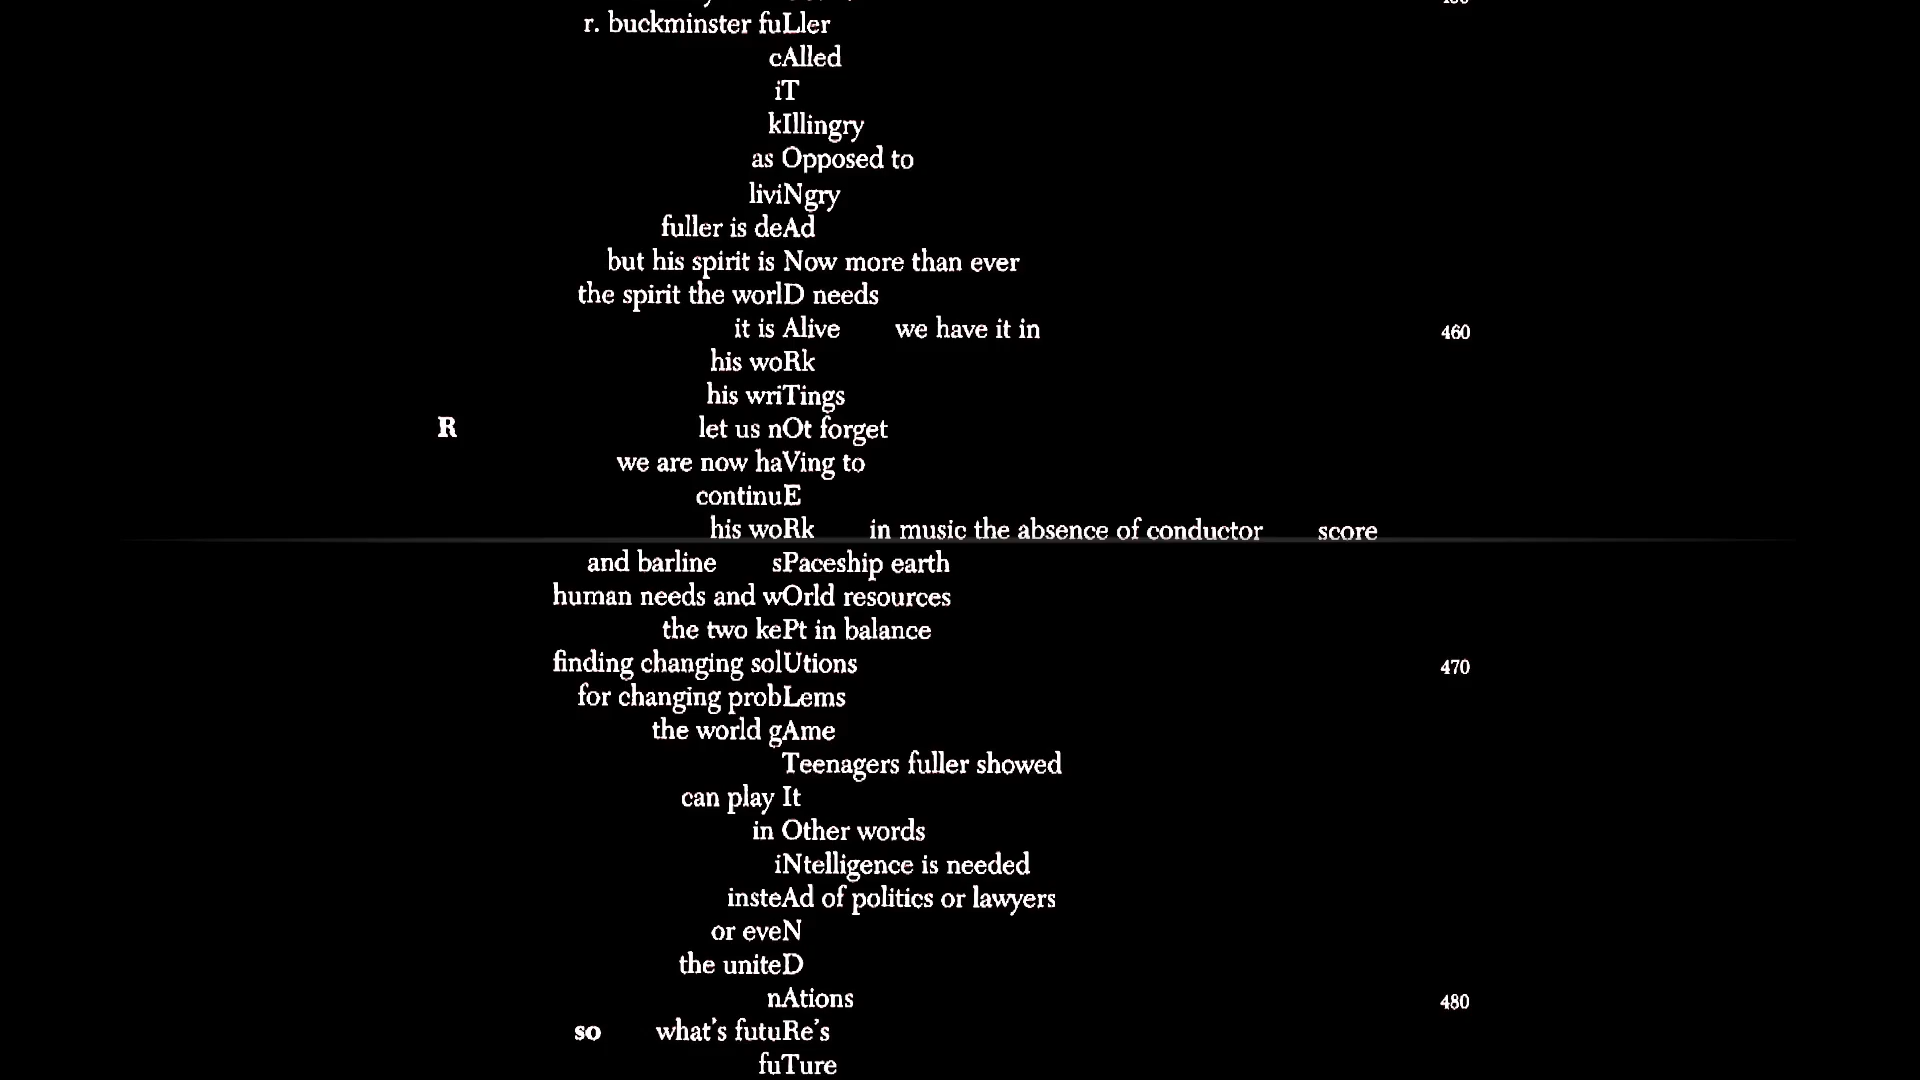 r. buckminster fuLler
cAlled
iT
kIllingry
as Opposed to
liviNgry
fuller is deAd
but his spirit is Now more than ever
the spirit the worlD needs
it is Alive we have it in 460
his woRk
his wriTings
R let us nOt forget
we are now haVing to
continuE
his woRk in music the absence of conductor score
and barline sPaceship earth
human needs and wOrld resources
the two kePt in balance
finding changing solUtions 470
for changing probLems
the world gAme
Teenagers fuller showed
can play It
in Other words
iNtelligence is needed
insteAd of politics or lawyers
or eveN
the uniteD
nAtions 480
so what's futuRe's
fuTure